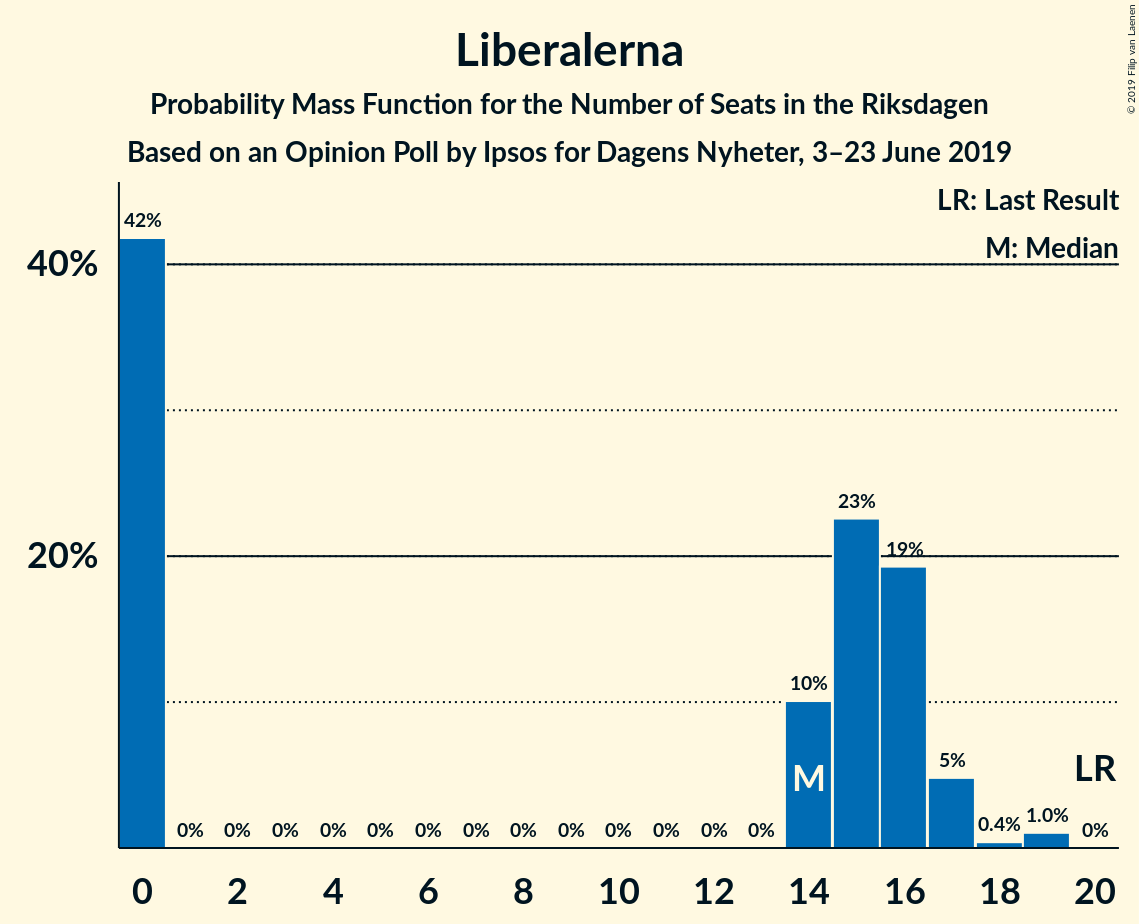 Liberalerna
Probability Mass Function for the Number of Seats in the Riksdagen
Based on an Opinion Poll by Ipsos for Dagens Nyheter, 3–23 June 2019
© 2019 Filip van Laenen
LR: Last Result
M: Median
42%
40%
23%
20%
19%
10%
M
5%
LR
0% 0% 0% 0% 0% 0% 0% 0% 0% 0% 0% 0% 0% 0.4% 1.0% 0%
0 2 4 6 8 10 12 14 16 18 20